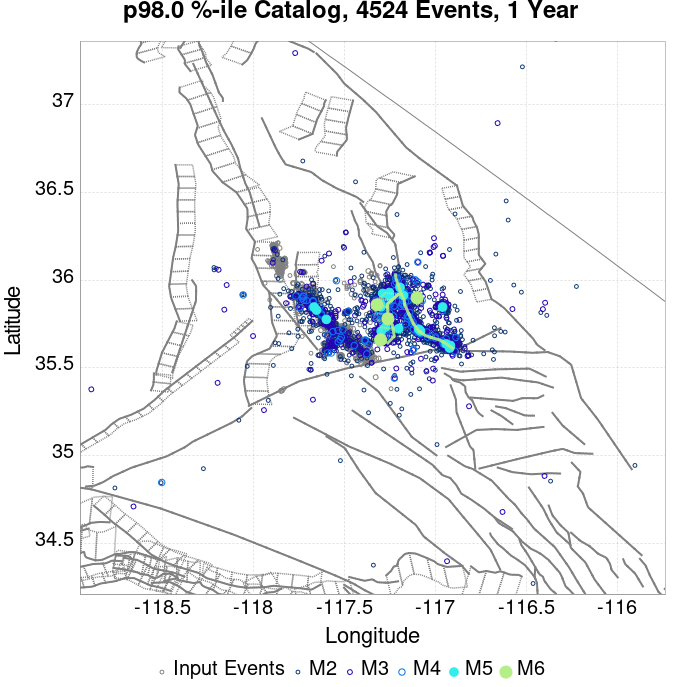 p98.0 %-ile Catalog, 4524 Events, 1 Year
37
36.5
36
35.5
35
34.5
Latitude
-118.5 -118 -117.5 -117 -116.5 -116
Longitude
Input Events M2 M3 M4 M5 M6